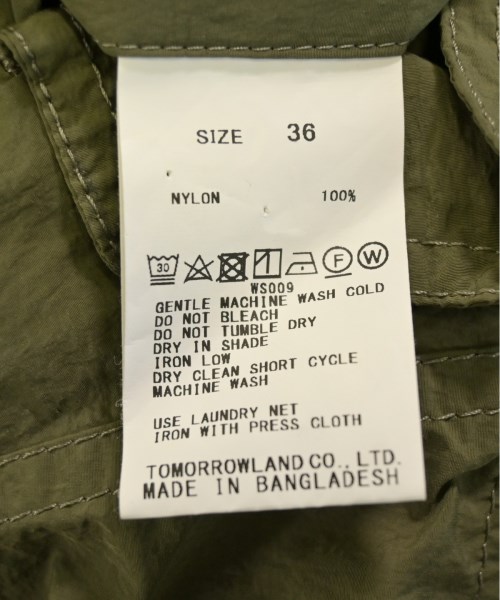 SIZE 36
NYLON 100%
30 F W
WS009
GENTLE MACHINE WASH COLD
DO NOT BLEACH
DO NOT TUMBLE DRY
DRY IN SHADE
IRON LOW
DRY CLEAN SHORT CYCLE
MACHINE WASH
USE LAUNDRY NET
IRON WITH PRESS CLOTH
TOMORROWLAND CO., LTD.
MADE IN BANGLADESH